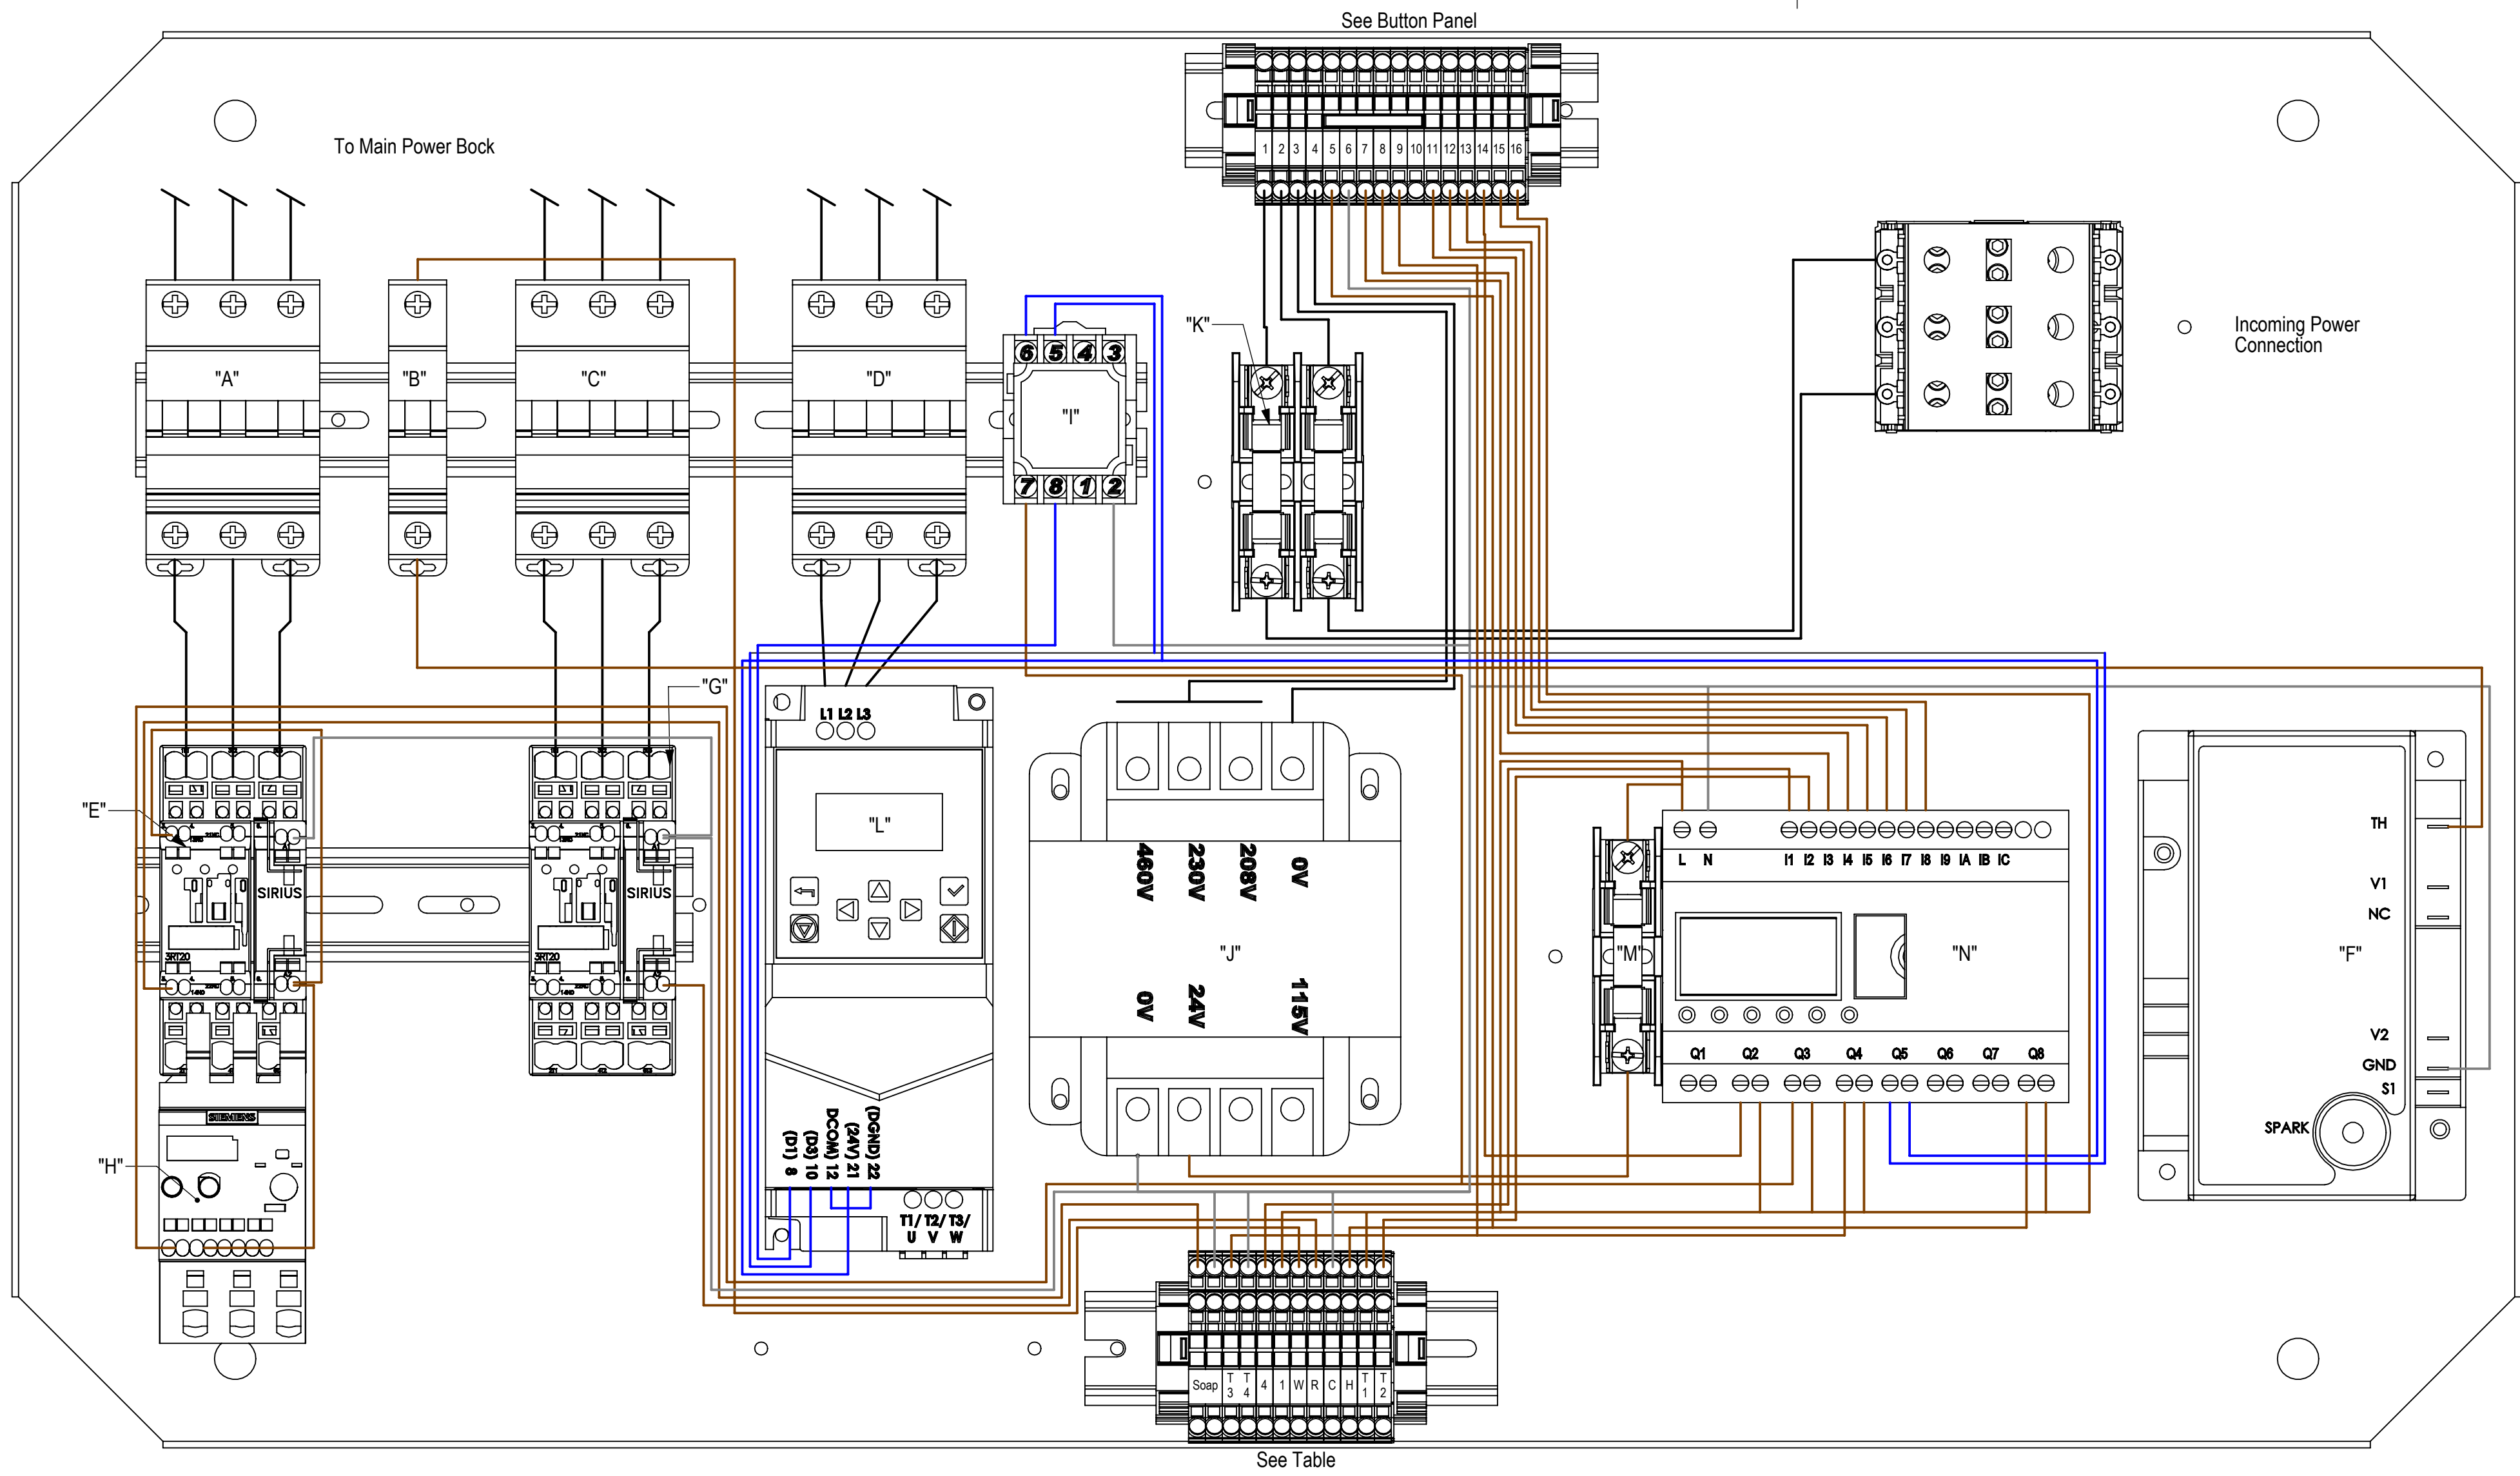 See Button Panel
To Main Power Bock
1 2 3 4 5 6 7 8 9 10 11 12 13 14 15 16
Incoming Power
Connection
"K"
"A"
"B"
"C"
"D"
6 5 4 3
"I"
7 8 1 2
"G"
"E"
L1 L2 L3
"L"
SIRIUS
SIRIUS
3RT20
3RT20
460V
230V
208V
0V
"J"
0V
24V
115V
"M"
L N I1 I2 I3 I4 I5 I6 I7 I8 I9 IA IB IC
"N"
Q1 Q2 Q3 Q4 Q5 Q6 Q7 Q8
TH
V1
NC
"F"
V2
GND
S1
SPARK
SIEMENS
"H"
(D1) 8
(D3) 10
DCOM) 12
(24V) 21
(DGND) 22
T1/ T2/ T3/
U V W
Soap T3 T4 4 1 W R C H T1 T2
See Table